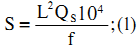 S = L²Q_S10⁴ / f ; (1)